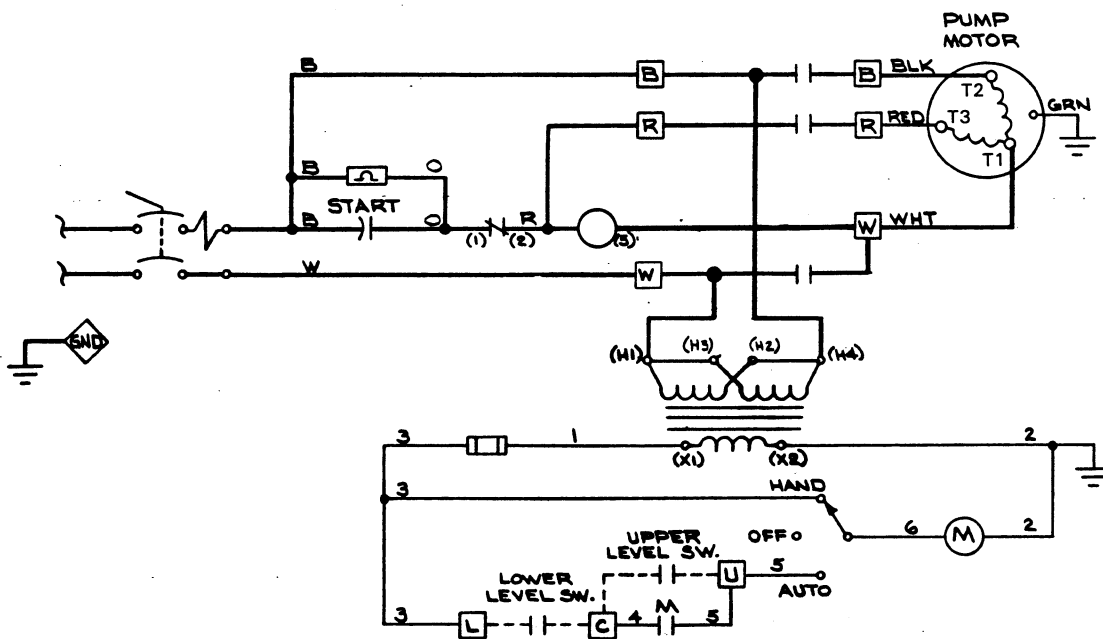 PUMP
MOTOR
B
B
B
BLK
T2
GRN
R
R
RED
T3
T1
B
Ω
O
START
B
O
(1)
(2)
R
(S)
W
WHT
W
W
GND
(H1)
(H3)
(H2)
(H4)
3
1
(X1)
(X2)
2
3
HAND
OFF
6
M
2
UPPER
LEVEL SW.
U
5
AUTO
LOWER
LEVEL SW.
3
L
C
4
M
5